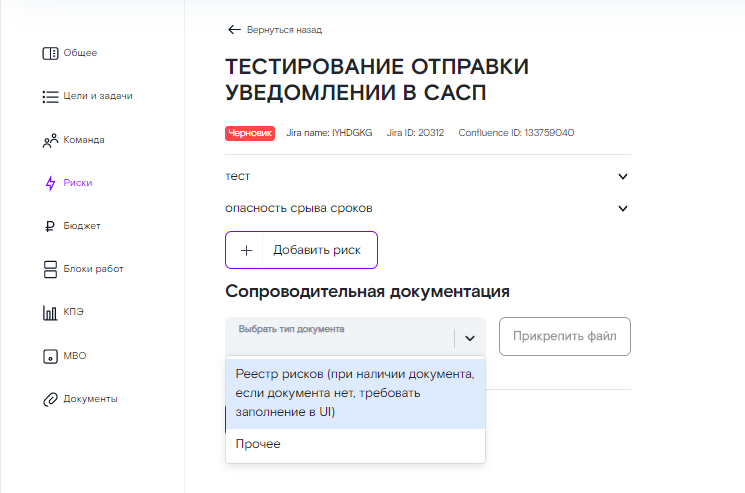 Вернуться назад
Общее
Цели и задачи
Команда
Риски
Бюджет
Блоки работ
КПЭ
МВО
Документы
ТЕСТИРОВАНИЕ ОТПРАВКИ
УВЕДОМЛЕНИИ В САСП
Черновик Jira name: IYHDGKG Jira ID: 20312 Confluence ID: 133759040
тест
опасность срыва сроков
Добавить риск
Сопроводительная документация
Выбрать тип документа
Прикрепить файл
Реестр рисков (при наличии документа,
если документа нет, требовать
заполнение в UI)
Прочее